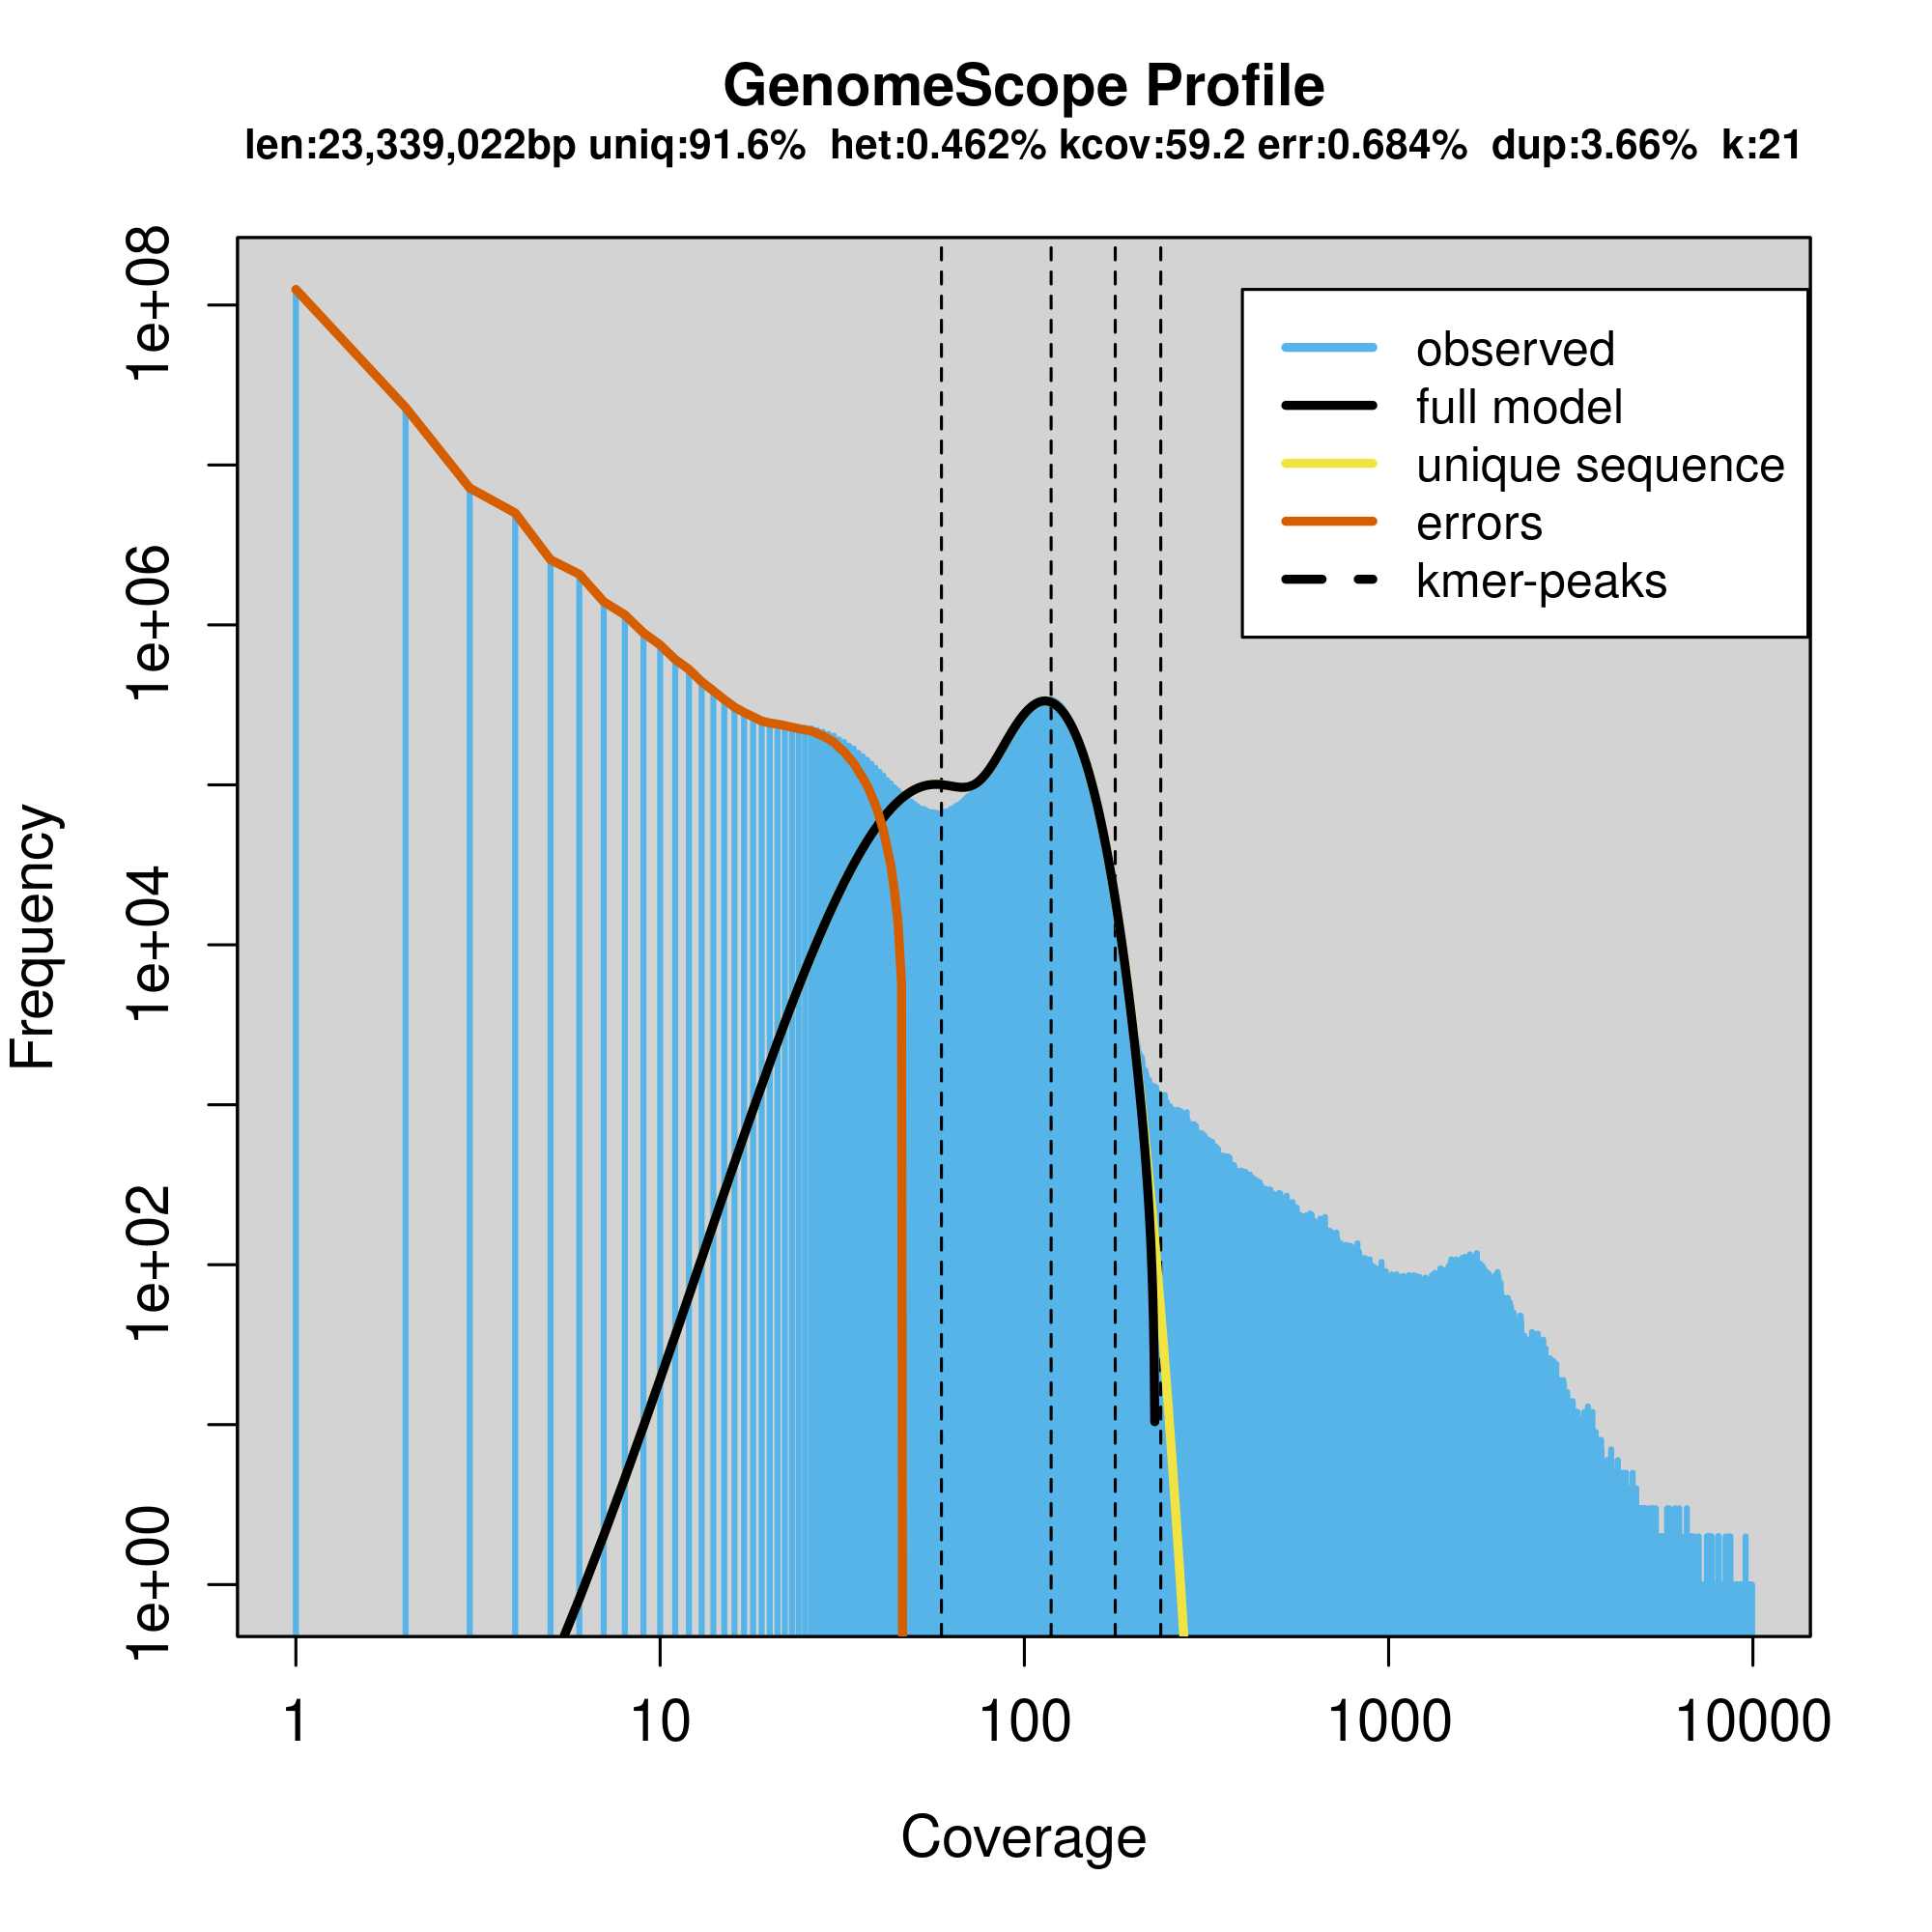 GenomeScope Profile
len:23,339,022bp uniq:91.6% het:0.462% kcov:59.2 err:0.684% dup:3.66% k:21
1e+08
1e+06
1e+04
1e+02
1e+00
Frequency
observed
full model
unique sequence
errors
kmer-peaks
1 10 100 1000 10000
Coverage